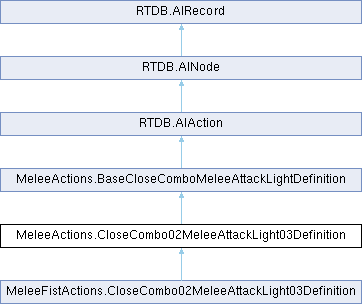 RTDB.AIRecord
RTDB.AINode
RTDB.AIAction
MeleeActions.BaseCloseComboMeleeAttackLightDefinition
MeleeActions.CloseCombo02MeleeAttackLight03Definition
MeleeFistActions.CloseCombo02MeleeAttackLight03Definition